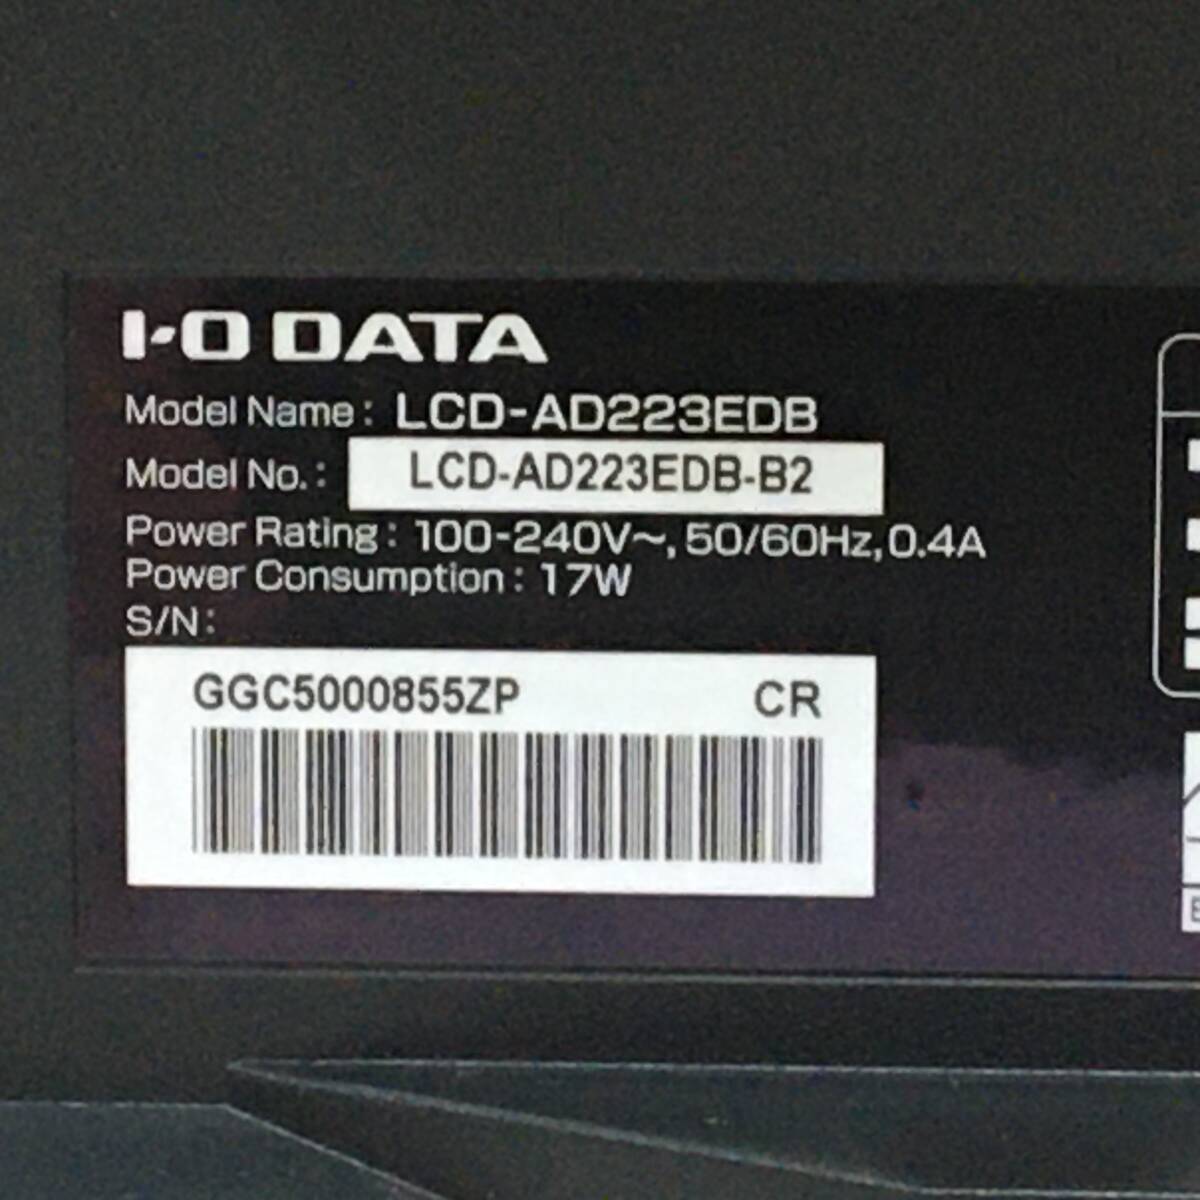 I-O DATA
Model Name: LCD-AD223EDB
Model No.: LCD-AD223EDB-B2
Power Rating: 100-240V~, 50/60Hz, 0.4A
Power Consumption: 17W
S/N:
GGC5000855ZP CR